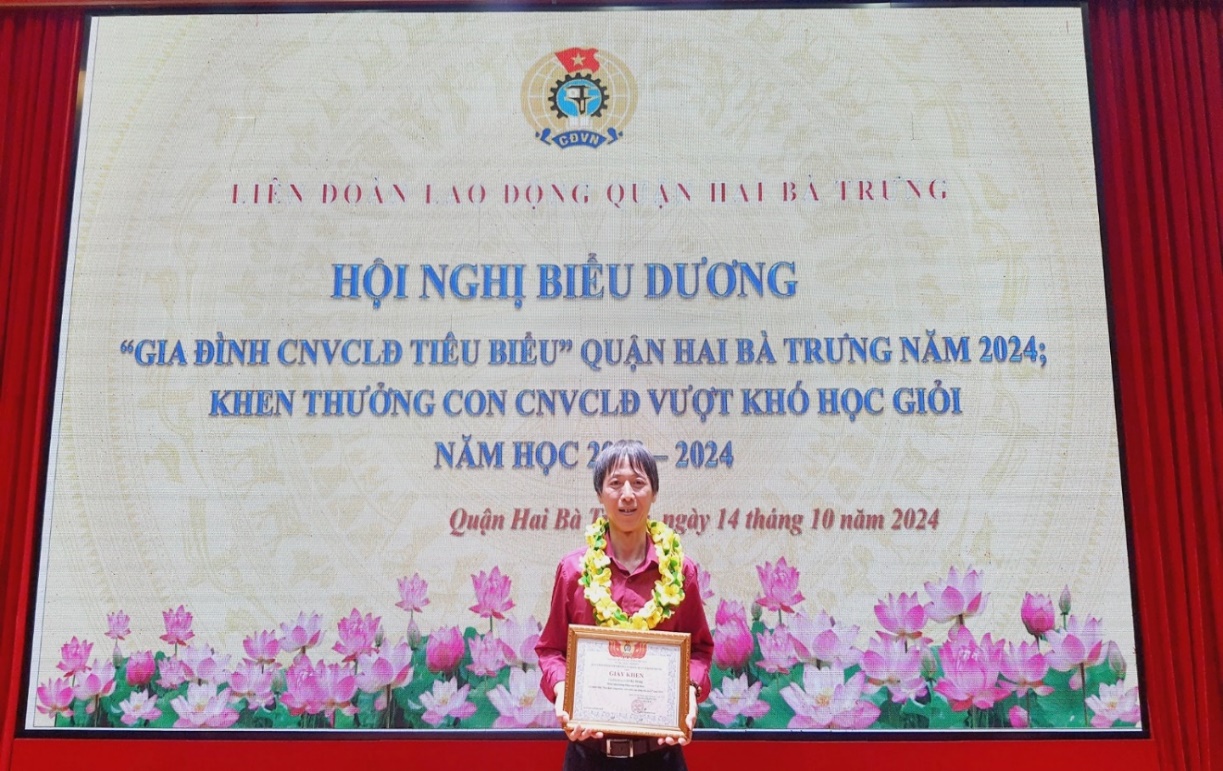 CĐVN
LIÊN ĐOÀN LAO ĐỘNG QUẬN HAI BÀ TRƯNG
HỘI NGHỊ BIỂU DƯƠNG
“GIA ĐÌNH CNVCLĐ TIÊU BIỂU” QUẬN HAI BÀ TRƯNG NĂM 2024;
KHEN THƯỞNG CON CNVCLĐ VƯỢT KHÓ HỌC GIỎI
NĂM HỌC – 2024
Quận Hai Bà ngày 14 tháng 10 năm 2024
GIẤY KHEN